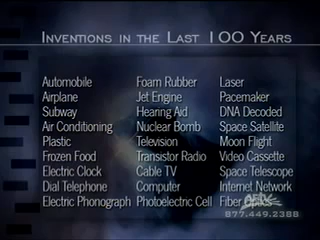 Inventions in the Last 100 Years
Automobile Foam Rubber Laser
Airplane Jet Engine Pacemaker
Subway Hearing Aid DNA Decoded
Air Conditioning Nuclear Bomb Space Satellite
Plastic Television Moon Flight
Frozen Food Transistor Radio Video Cassette
Electric Clock Cable TV Space Telescope
Dial Telephone Computer Internet Network
Electric Phonograph Photoelectric Cell Fiber Optics
877.449.2388